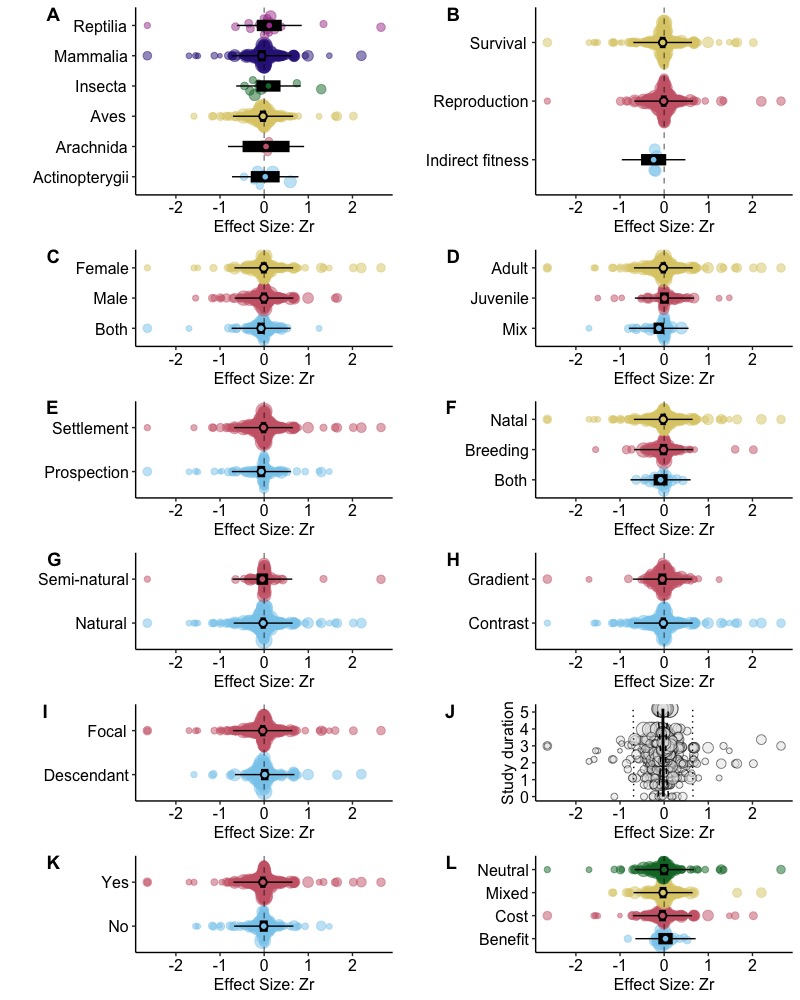 A
Reptilia
Mammalia
Insecta
Aves
Arachnida
Actinopterygii
-2 -1 0 1 2
Effect Size: Zr
B
Survival
Reproduction
Indirect fitness
-2 -1 0 1 2
Effect Size: Zr
C
Female
Male
Both
-2 -1 0 1 2
Effect Size: Zr
D
Adult
Juvenile
Mix
-2 -1 0 1 2
Effect Size: Zr
E
Settlement
Prospection
-2 -1 0 1 2
Effect Size: Zr
F
Natal
Breeding
Both
-2 -1 0 1 2
Effect Size: Zr
G
Semi-natural
Natural
-2 -1 0 1 2
Effect Size: Zr
H
Gradient
Contrast
-2 -1 0 1 2
Effect Size: Zr
I
Focal
Descendant
-2 -1 0 1 2
Effect Size: Zr
J
Study duration
5
4
3
2
1
0
-2 -1 0 1 2
Effect Size: Zr
K
Yes
No
-2 -1 0 1 2
Effect Size: Zr
L
Neutral
Mixed
Cost
Benefit
-2 -1 0 1 2
Effect Size: Zr